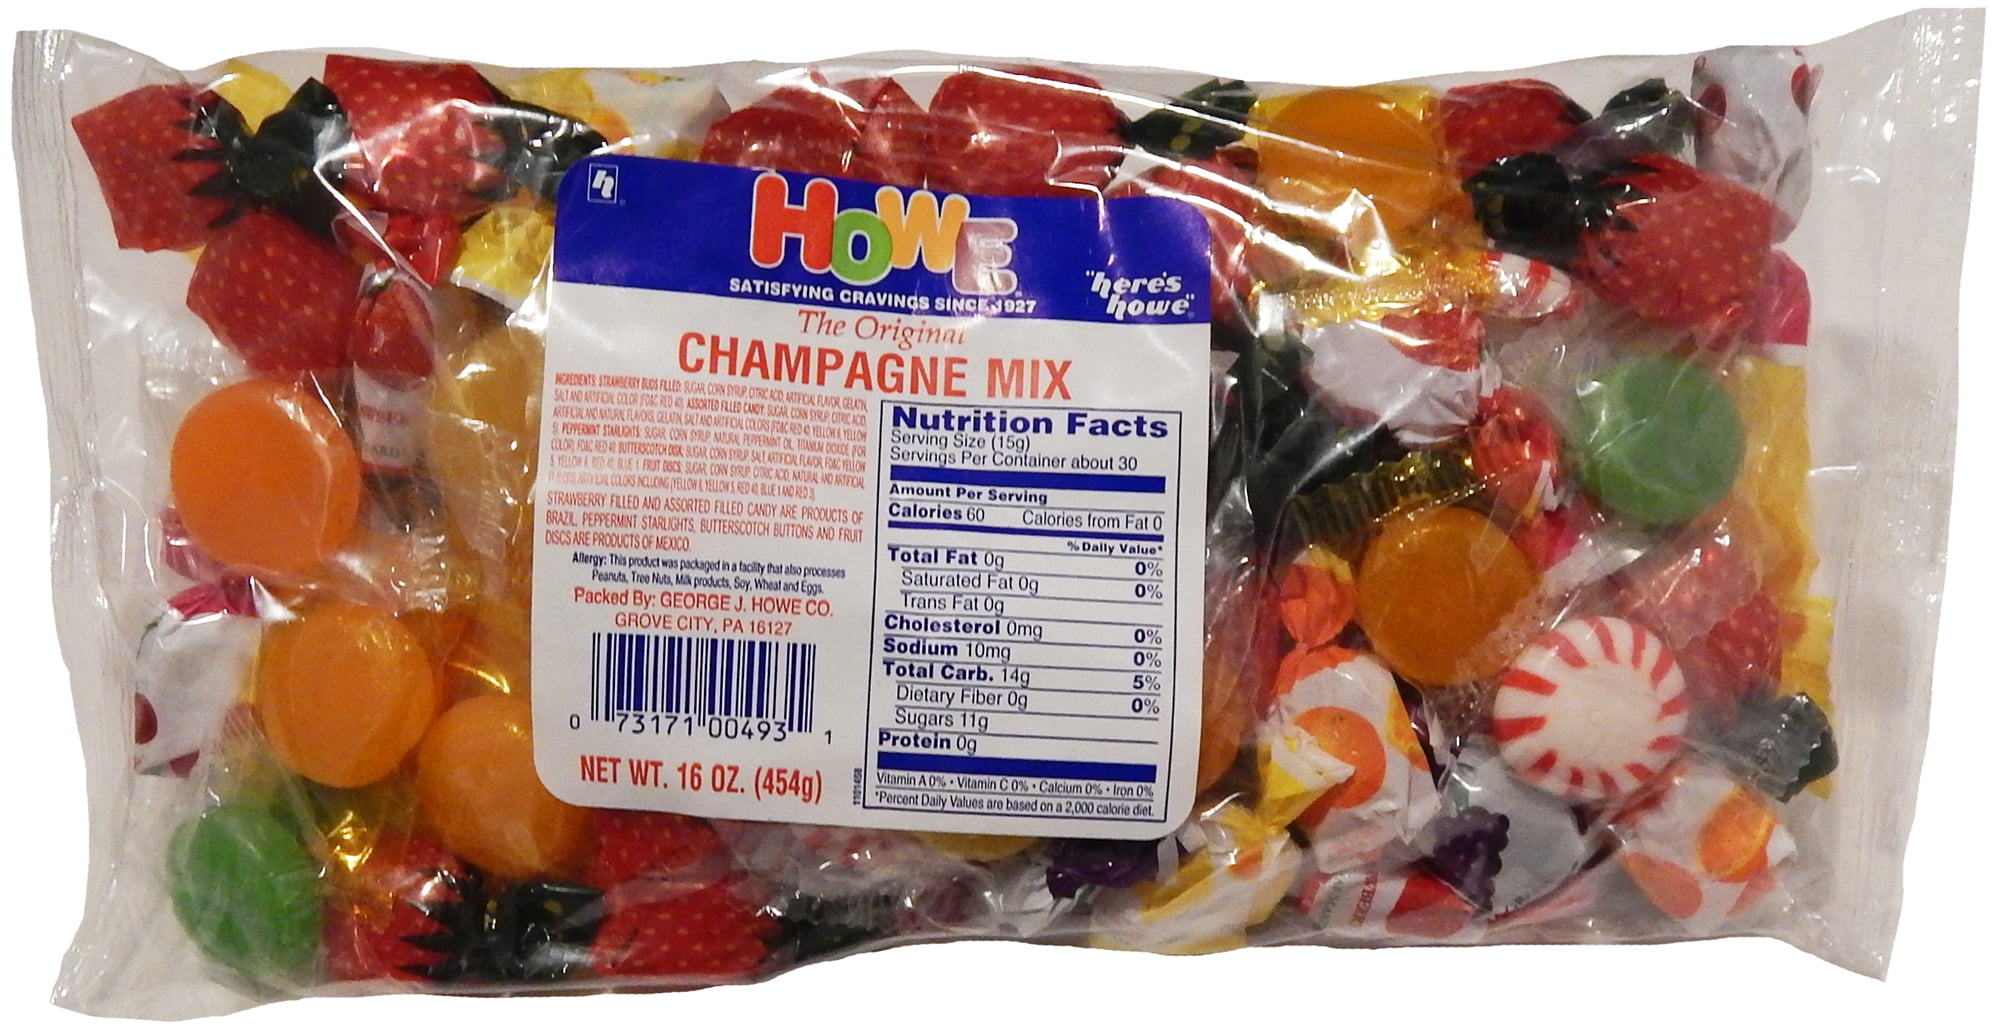 h
HOWE
SATISFYING CRAVINGS SINCE 1927
"here's
howe"
The Original
CHAMPAGNE MIX
INGREDIENTS: STRAWBERRY BUDS FILLED: SUGAR, CORN SYRUP, CITRIC ACID, ARTIFICIAL FLAVOR, GELATIN,
SALT AND ARTIFICIAL COLOR (FD&C RED 40). ASSORTED FILLED CANDY: SUGAR, CORN SYRUP, CITRIC ACID,
ARTIFICIAL AND NATURAL FLAVORS, GELATIN, SALT AND ARTIFICIAL COLORS (FD&C RED 40, YELLOW 6, YELLOW
5). PEPPERMINT STARLIGHTS: SUGAR, CORN SYRUP, NATURAL PEPPERMINT OIL, TITANIUM DIOXIDE (FOR
COLOR), FD&C RED 40. BUTTERSCOTCH DISK: SUGAR, CORN SYRUP, SALT, ARTIFICIAL FLAVOR, FD&C YELLOW
5, YELLOW 6, RED 40, BLUE 1. FRUIT DISCS: SUGAR, CORN SYRUP, CITRIC ACID, NATURAL AND ARTIFICIAL
FLAVORS, ARTIFICIAL COLORS INCLUDING (YELLOW 6, YELLOW 5, RED 40, BLUE 1 AND RED 3)
STRAWBERRY FILLED AND ASSORTED FILLED CANDY ARE PRODUCTS OF
BRAZIL, PEPPERMINT STARLIGHTS, BUTTERSCOTCH BUTTONS AND FRUIT
DISCS ARE PRODUCTS OF MEXICO.
Allergy: This product was packaged in a facility that also processes
Peanuts, Tree Nuts, Milk products, Soy, Wheat and Eggs.
Packed By: GEORGE J. HOWE CO.
GROVE CITY, PA 16127
0 73171 00493 1
NET WT. 16 OZ. (454g)
Nutrition Facts
Serving Size (15g)
Servings Per Container about 30
Amount Per Serving
Calories 60 Calories from Fat 0
% Daily Value*
Total Fat 0g 0%
Saturated Fat 0g 0%
Trans Fat 0g
Cholesterol 0mg 0%
Sodium 10mg 0%
Total Carb. 14g 5%
Dietary Fiber 0g 0%
Sugars 11g
Protein 0g
Vitamin A 0% • Vitamin C 0% • Calcium 0% • Iron 0%
*Percent Daily Values are based on a 2,000 calorie diet.